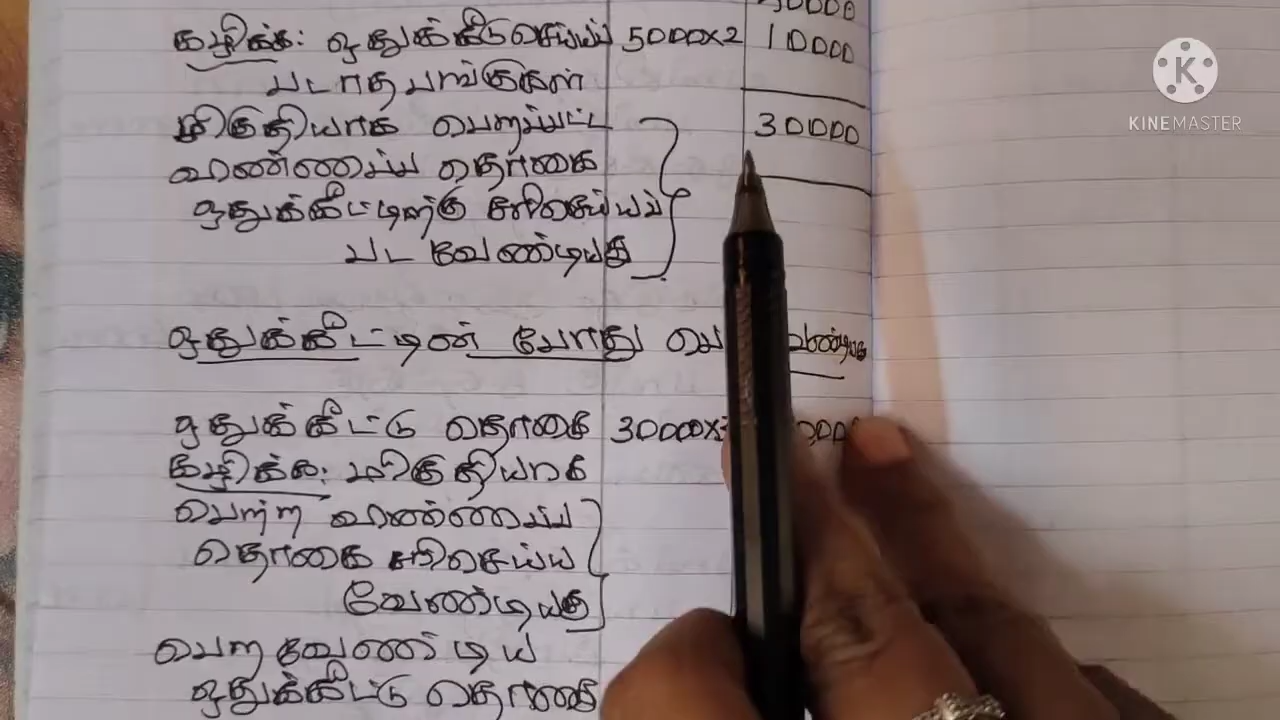 கழிக்க: ஒதுக்கீடுசெய்யப் 5000x2 10000
படாத பங்குகள்
மிகுதியாக பெறப்பட்ட 30000
விண்ணப்ப தொகை
ஒதுக்கீட்டிற்கு சரிசெய்யப்
பட வேண்டியது
ஒதுக்கீட்டின் போது பெ
ஒதுக்கீட்டு தொகை 30000x
கழிக்க: மிகுதியாக
பெற்ற விண்ணப்ப
தொகை சரிசெய்ய
வேண்டியது
பெற வேண்டிய
ஒதுக்கீட்டு தொகை
KINEMASTER